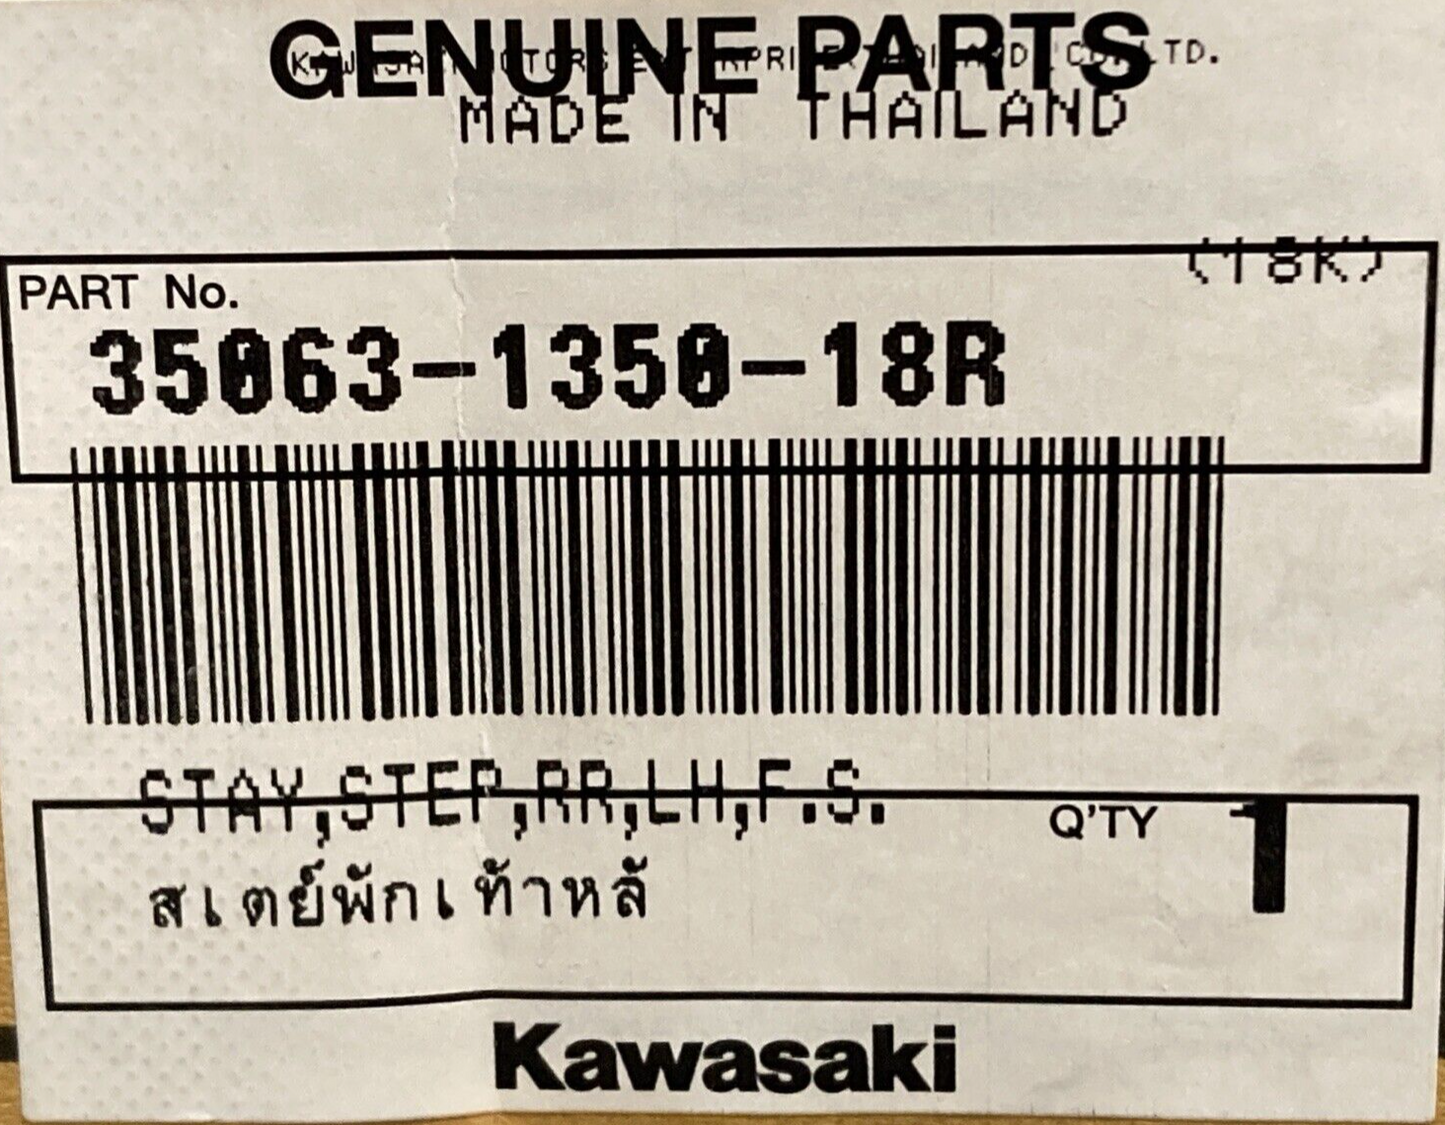 GENUINE PARTS
MADE IN THAILAND
(18K)
PART No.
35063-1350-18R
STAY,STEP,RR,LH,F.S.
Q'TY 1
สเตย์พักเท้าหลั
Kawasaki